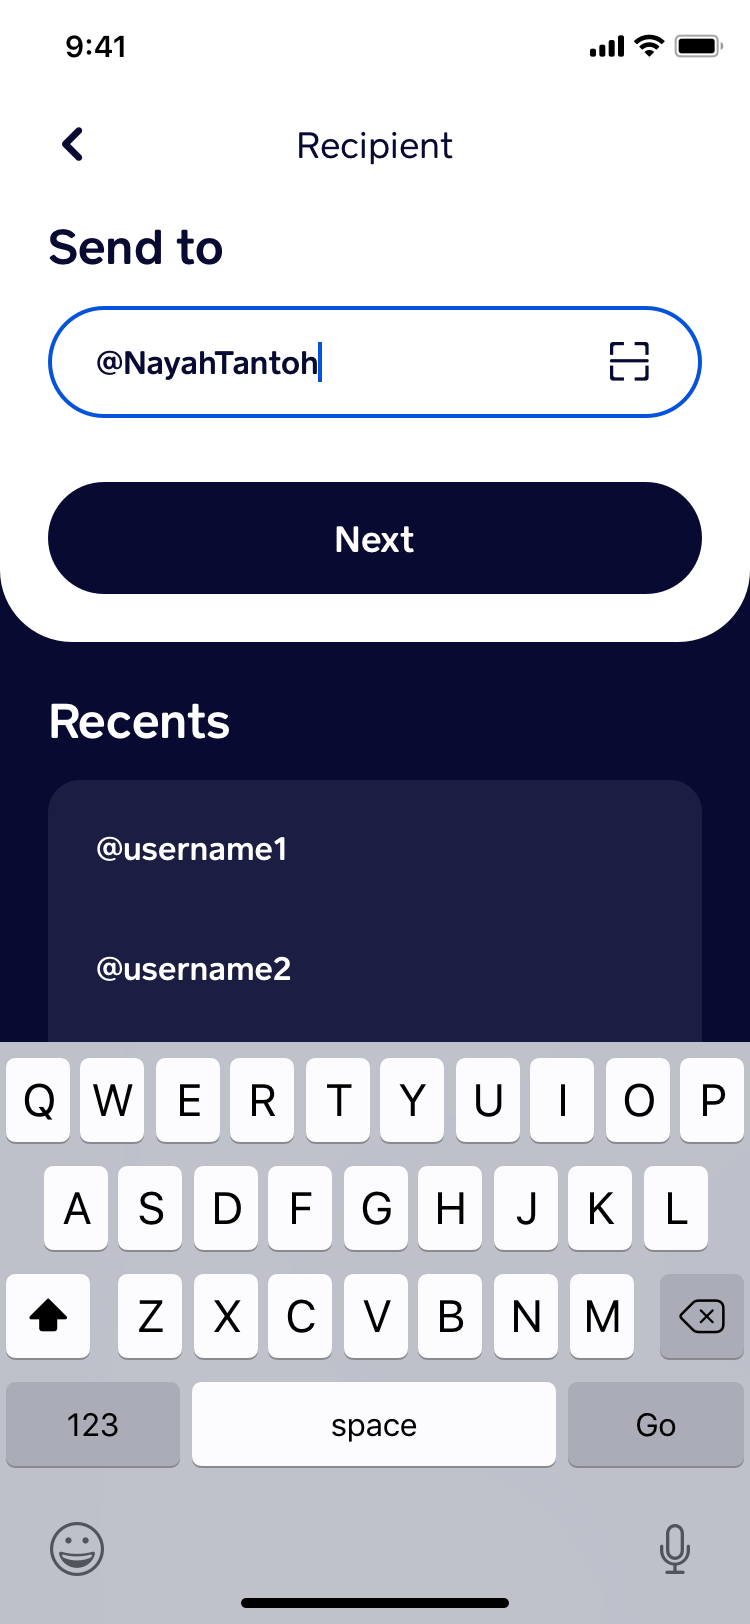 9:41
Recipient
Send to
@NayahTantoh
Next
Recents
@username1
@username2
Q W E R T Y U I O P
A S D F G H J K L
Z X C V B N M
123 space Go